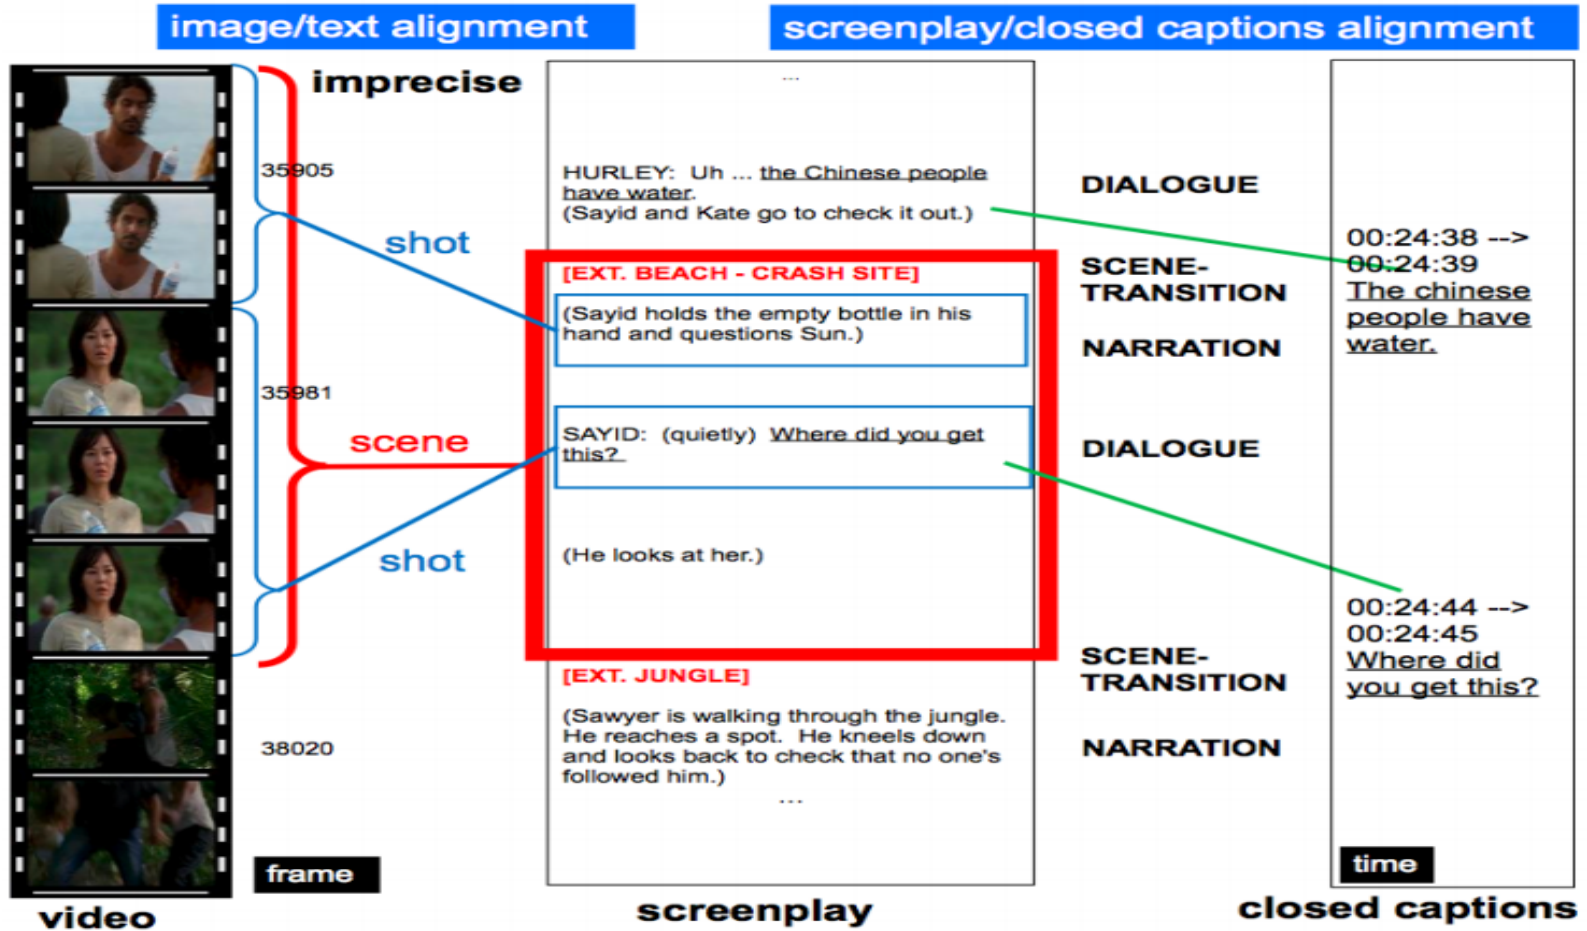 image/text alignment
screenplay/closed captions alignment
imprecise
...
35905
HURLEY:  Uh ... the Chinese people
have water.
(Sayid and Kate go to check it out.)
DIALOGUE
shot
00:24:38 -->
00:24:39
The chinese
people have
water.
[EXT. BEACH - CRASH SITE]
SCENE-
TRANSITION
(Sayid holds the empty bottle in his
hand and questions Sun.)
NARRATION
35981
scene
SAYID:  (quietly)  Where did you get
this?
DIALOGUE
shot
(He looks at her.)
00:24:44 -->
00:24:45
Where did
you get this?
SCENE-
TRANSITION
[EXT. JUNGLE]
(Sawyer is walking through the jungle.
He reaches a spot.  He kneels down
and looks back to check that no one's
followed him.)
...
38020
NARRATION
frame
time
video
screenplay
closed captions